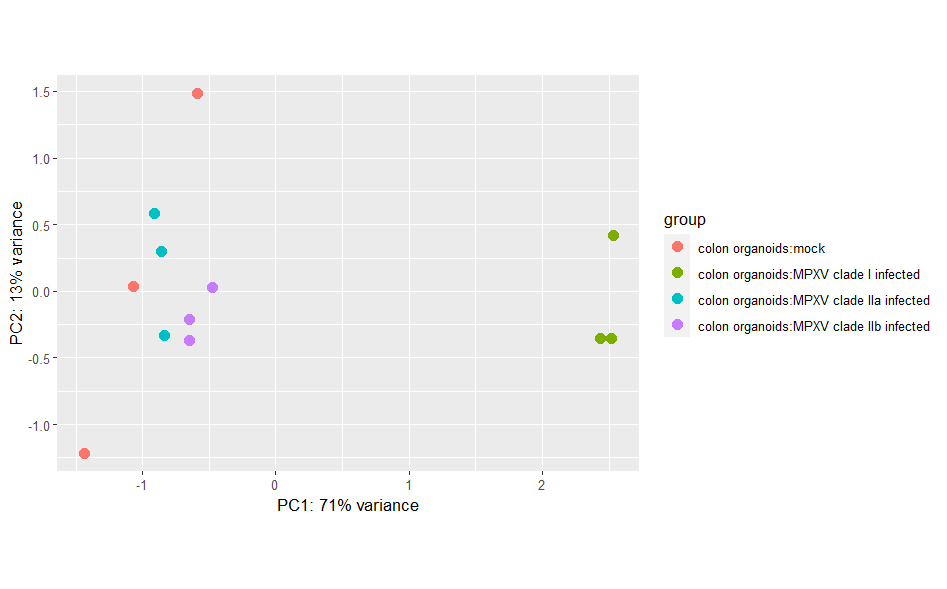 1.5
1.0
0.5
0.0
-0.5
-1.0
PC2: 13% variance
-1
0
1
2
PC1: 71% variance
group
colon organoids:mock
colon organoids:MPXV clade I infected
colon organoids:MPXV clade IIa infected
colon organoids:MPXV clade IIb infected